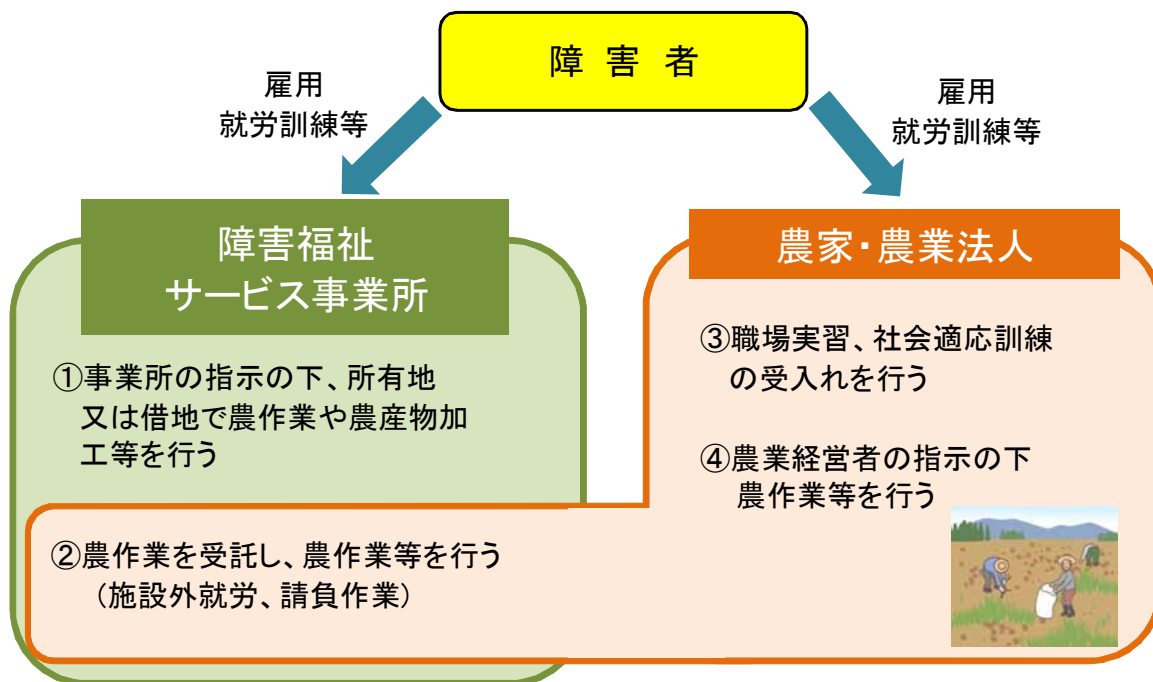 障 害 者
雇用
就労訓練等
雇用
就労訓練等
障害福祉
サービス事業所
①事業所の指示の下、所有地
又は借地で農作業や農産物加
工等を行う
②農作業を受託し、農作業等を行う
（施設外就労、請負作業）
農家・農業法人
③職場実習、社会適応訓練
の受入れを行う
④農業経営者の指示の下
農作業等を行う